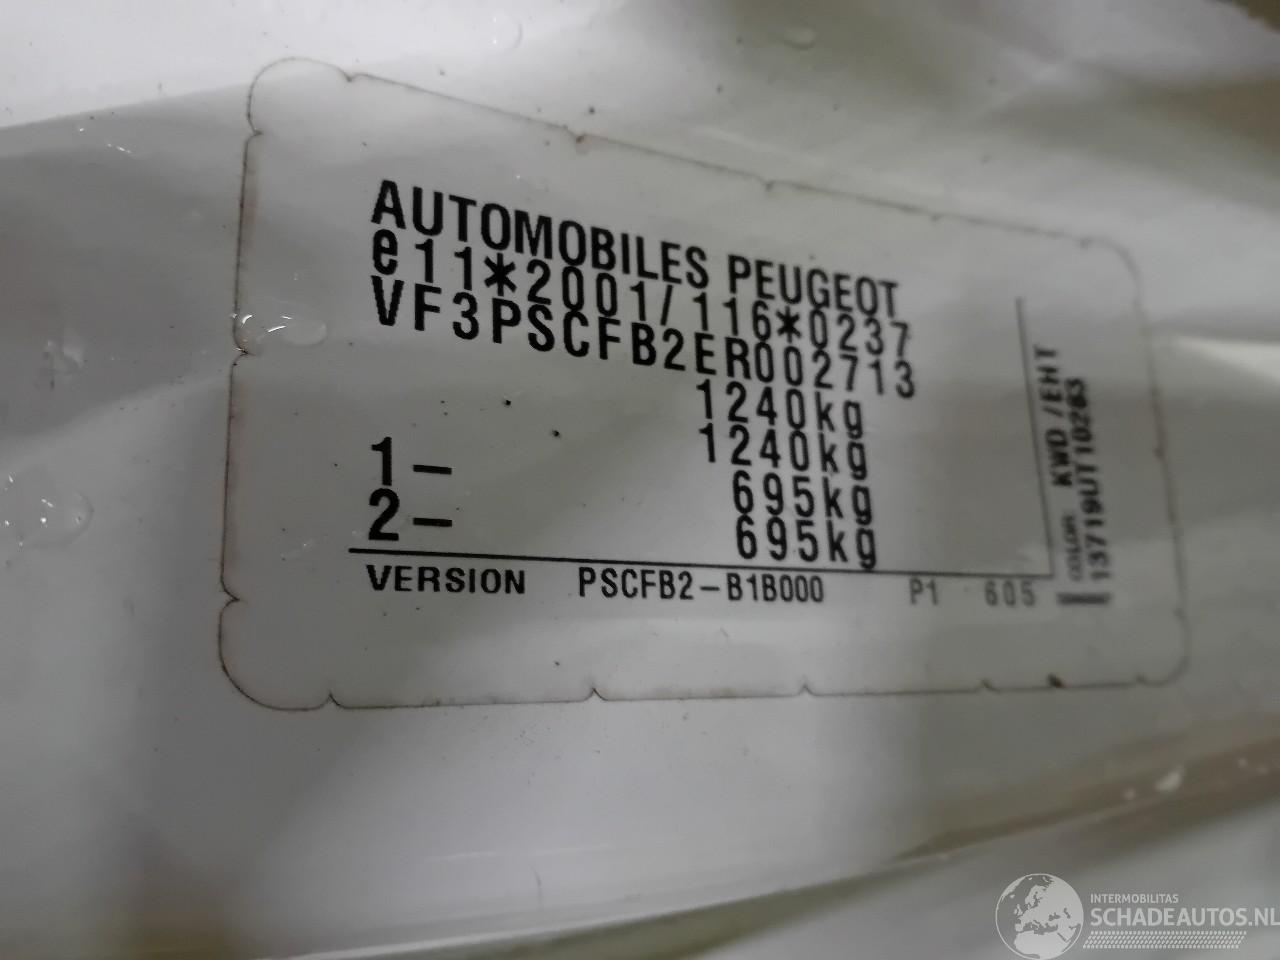 AUTOMOBILES PEUGEOT
e11*2001/116*0237
VF3PSCFB2ER002713
1240kg
1240kg
1– 695kg
2– 695kg
VERSION PSCFB2–B1B000 P1 605
COLOR: KWD /EHT
13719UT10263
INTERMOBILITAS
SCHADEAUTOS.NL